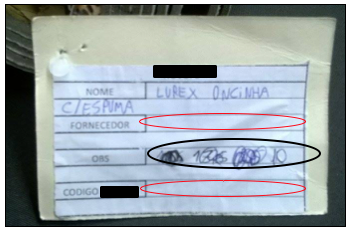 NOME LUREX ONCINHA
C/ESPUMA
FORNECEDOR
OBS
CODIGO